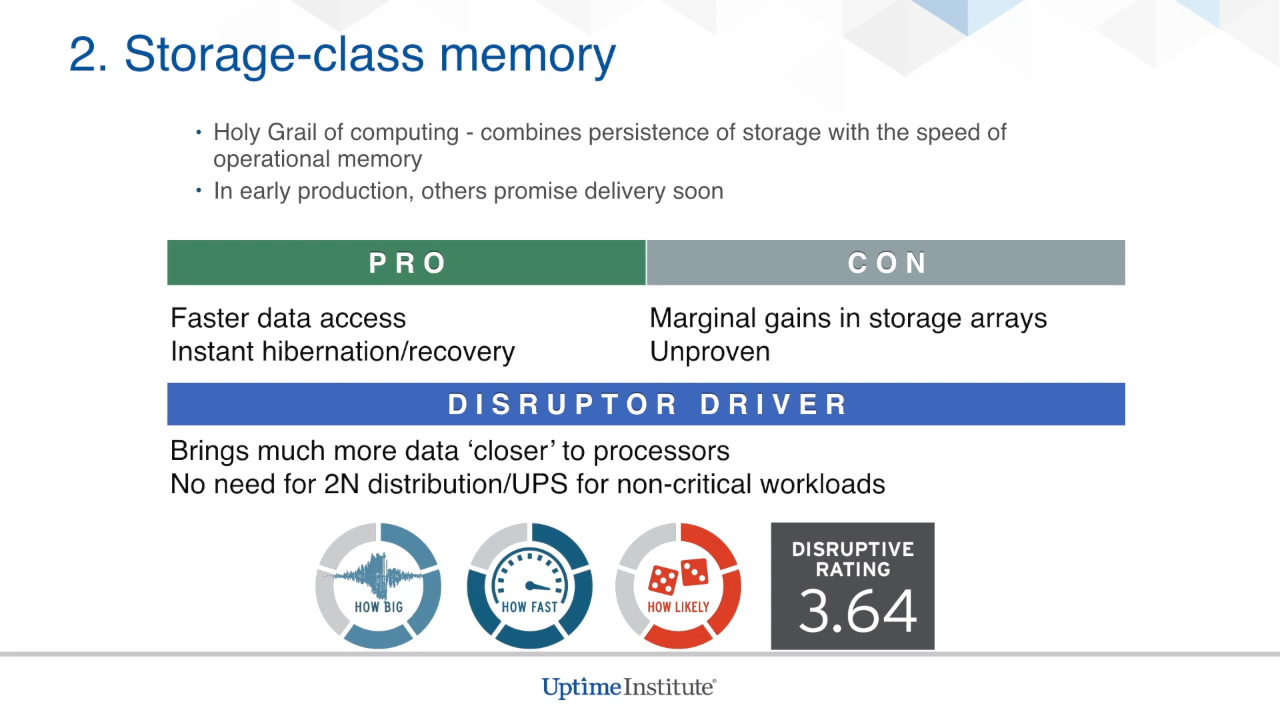 2. Storage-class memory
• Holy Grail of computing - combines persistence of storage with the speed of
operational memory
• In early production, others promise delivery soon
PRO
CON
Faster data access
Instant hibernation/recovery
Marginal gains in storage arrays
Unproven
DISRUPTOR DRIVER
Brings much more data ‘closer’ to processors
No need for 2N distribution/UPS for non-critical workloads
HOW BIG
HOW FAST
HOW LIKELY
DISRUPTIVE
RATING
3.64
UptimeInstitute®